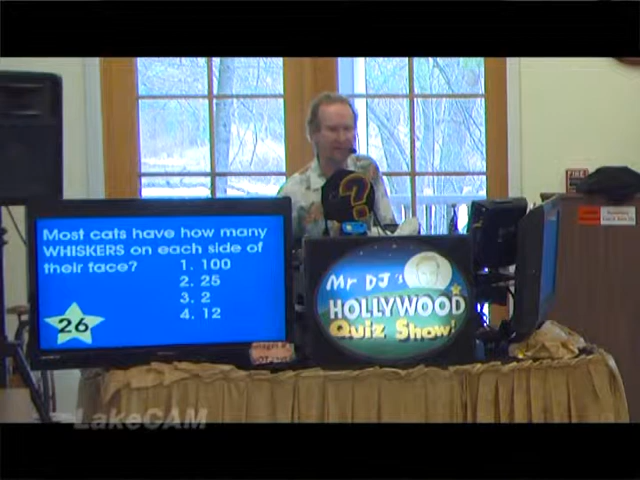 Most cats have how many
WHISKERS on each side of
their face?
1. 100
2. 25
3. 2
4. 12
26
?
Mr DJ's
HOLLYWOOD
Quiz Show!
FIRE
LakeCAM